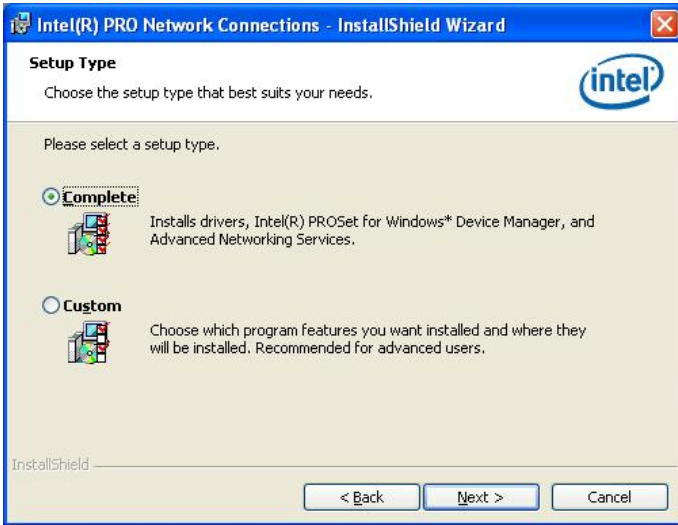 Intel(R) PRO Network Connections - InstallShield Wizard
Setup Type
Choose the setup type that best suits your needs.
intel
Please select a setup type.
Complete
Installs drivers, Intel(R) PROSet for Windows* Device Manager, and
Advanced Networking Services.
Custom
Choose which program features you want installed and where they
will be installed. Recommended for advanced users.
InstallShield
< Back
Next >
Cancel